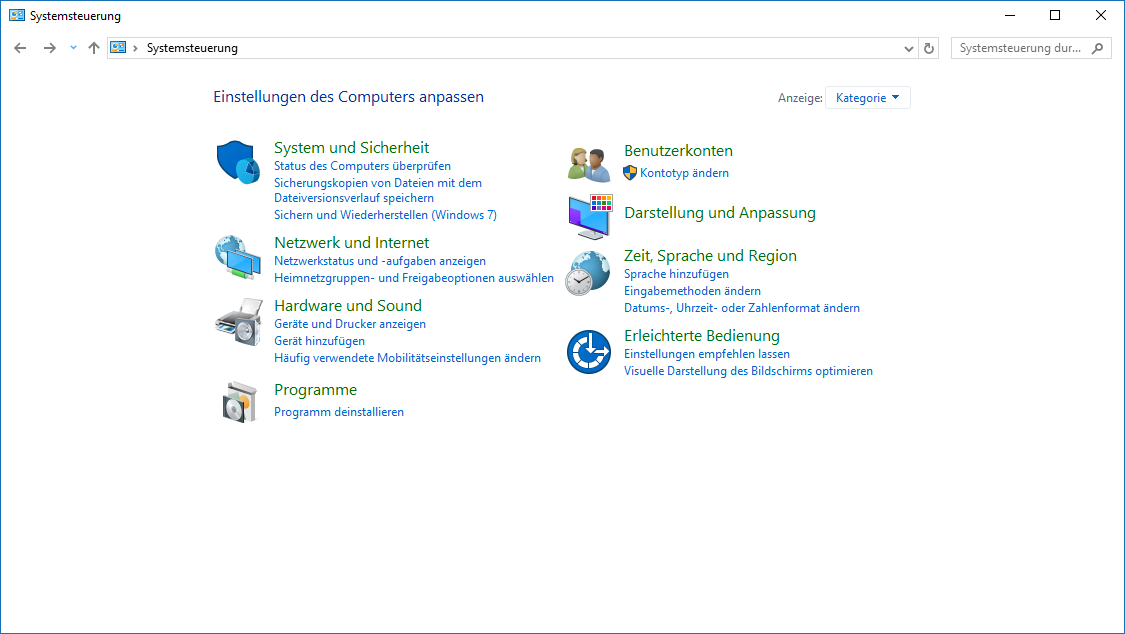 Systemsteuerung
Systemsteuerung
Systemsteuerung dur...
Einstellungen des Computers anpassen
Anzeige: Kategorie
System und Sicherheit
Status des Computers überprüfen
Sicherungskopien von Dateien mit dem
Dateiversionsverlauf speichern
Sichern und Wiederherstellen (Windows 7)
Netzwerk und Internet
Netzwerkstatus und -aufgaben anzeigen
Heimnetzgruppen- und Freigabeoptionen auswählen
Hardware und Sound
Geräte und Drucker anzeigen
Gerät hinzufügen
Häufig verwendete Mobilitätseinstellungen ändern
Programme
Programm deinstallieren
Benutzerkonten
Kontotyp ändern
Darstellung und Anpassung
Zeit, Sprache und Region
Sprache hinzufügen
Eingabemethoden ändern
Datums-, Uhrzeit- oder Zahlenformat ändern
Erleichterte Bedienung
Einstellungen empfehlen lassen
Visuelle Darstellung des Bildschirms optimieren